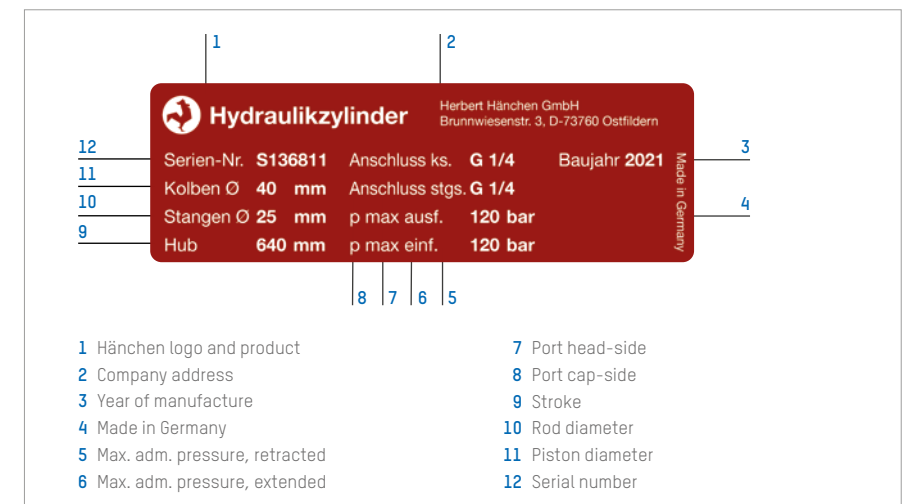 1
2
Hydraulikzylinder
Herbert Hänchen GmbH
Brunnwiesenstr. 3, D-73760 Ostfildern
12
11
10
9
Serien-Nr. S136811 Anschluss ks. G 1/4 Baujahr 2021
Kolben Ø 40 mm Anschluss stgs. G 1/4
Stangen Ø 25 mm p max ausf. 120 bar
Hub 640 mm p max einf. 120 bar
Made in Germany
3
4
8 7 6 5
1 Hänchen logo and product
2 Company address
3 Year of manufacture
4 Made in Germany
5 Max. adm. pressure, retracted
6 Max. adm. pressure, extended
7 Port head-side
8 Port cap-side
9 Stroke
10 Rod diameter
11 Piston diameter
12 Serial number